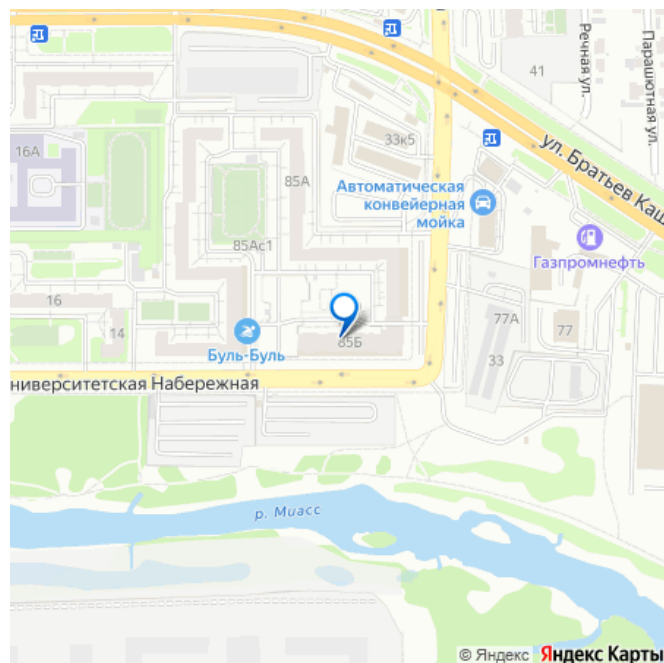 41
Речная ул.
Парашютная ул.
33к5
ул. Братьев Каш
16А
85А
Автоматическая
конвейерная
мойка
85Ас1
Газпромнефть
16
14
Буль-Буль
85Б
77А
77
33
ниверситетская Набережная
р. Миасс
© Яндекс Яндекс Карты